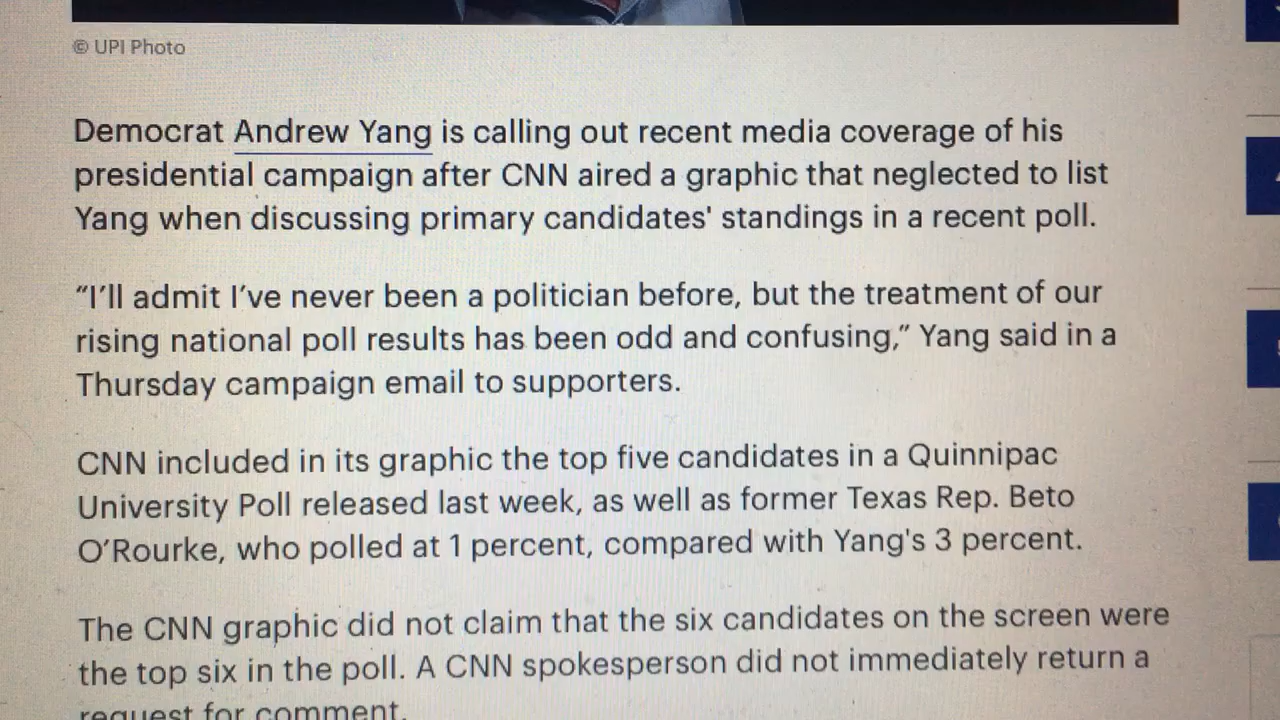 © UPI Photo
Democrat Andrew Yang is calling out recent media coverage of his
presidential campaign after CNN aired a graphic that neglected to list
Yang when discussing primary candidates' standings in a recent poll.
“I’ll admit I’ve never been a politician before, but the treatment of our
rising national poll results has been odd and confusing,” Yang said in a
Thursday campaign email to supporters.
CNN included in its graphic the top five candidates in a Quinnipac
University Poll released last week, as well as former Texas Rep. Beto
O’Rourke, who polled at 1 percent, compared with Yang's 3 percent.
The CNN graphic did not claim that the six candidates on the screen were
the top six in the poll. A CNN spokesperson did not immediately return a
request for comment.